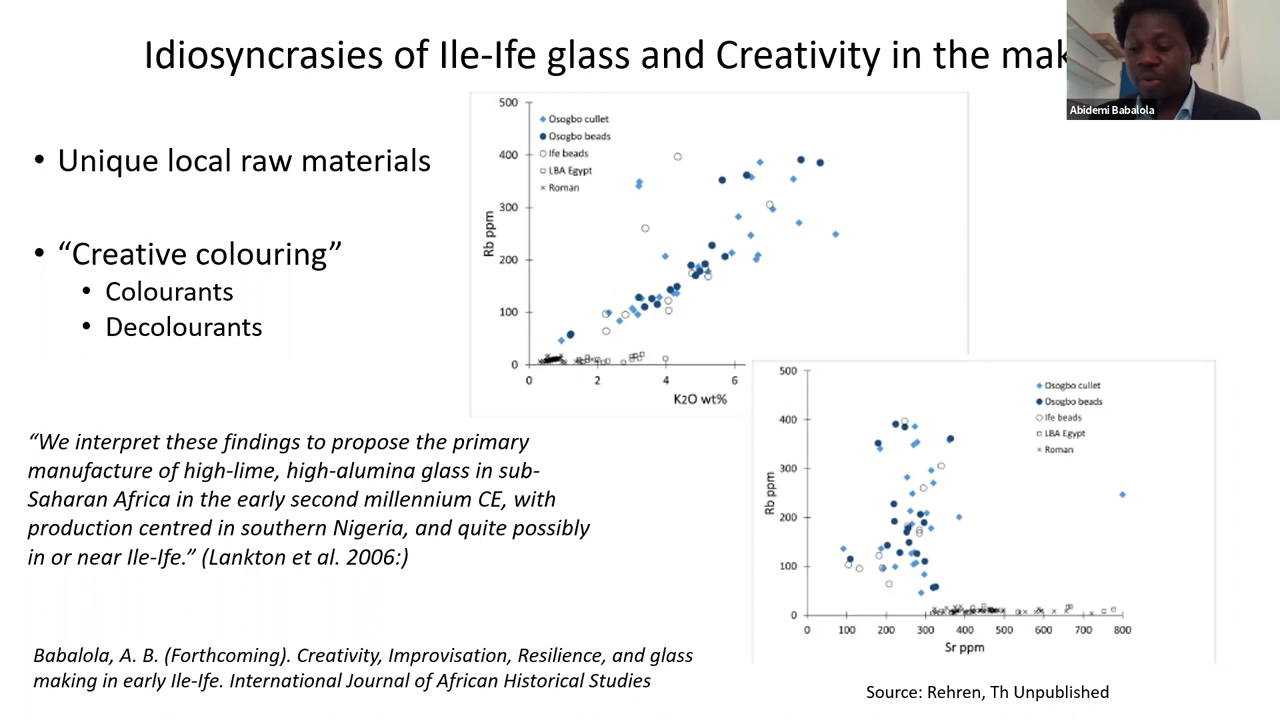 Idiosyncrasies of Ile-Ife glass and Creativity in the mak
Abidemi Babalola
• Unique local raw materials
• “Creative colouring”
• Colourants
• Decolourants
“We interpret these findings to propose the primary
manufacture of high-lime, high-alumina glass in sub-
Saharan Africa in the early second millennium CE, with
production centred in southern Nigeria, and quite possibly
in or near Ile-Ife.” (Lankton et al. 2006:)
Babalola, A. B. (Forthcoming). Creativity, Improvisation, Resilience, and glass
making in early Ile-Ife. International Journal of African Historical Studies
500
400
300
200
100
0
Rb ppm
Osogbo cullet
Osogbo beads
Ife beads
LBA Egypt
Roman
0 2 4 6
K2O wt%
500
400
300
200
100
0
Rb ppm
Osogbo cullet
Osogbo beads
Ife beads
LBA Egypt
Roman
0 100 200 300 400 500 600 700 800
Sr ppm
Source: Rehren, Th Unpublished